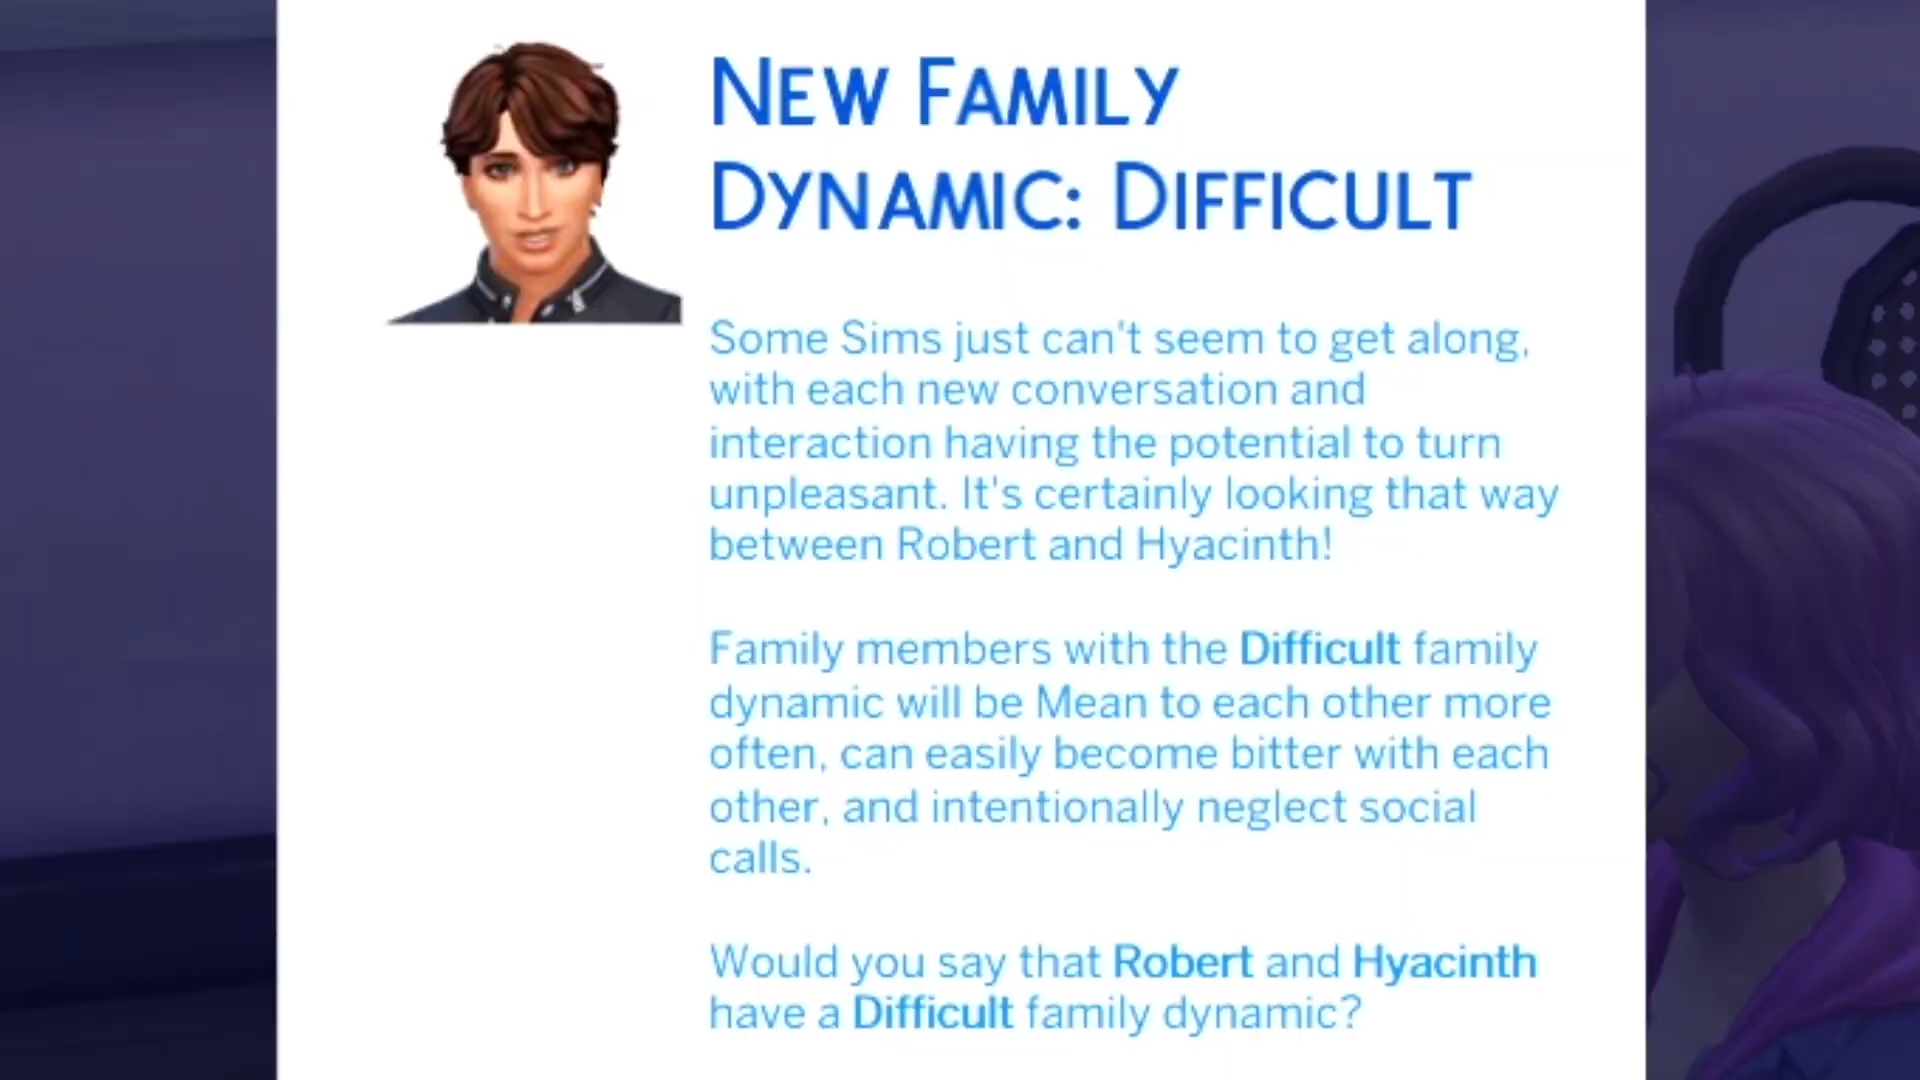 NEW FAMILY
DYNAMIC: DIFFICULT
Some Sims just can't seem to get along,
with each new conversation and
interaction having the potential to turn
unpleasant. It's certainly looking that way
between Robert and Hyacinth!
Family members with the Difficult family
dynamic will be Mean to each other more
often, can easily become bitter with each
other, and intentionally neglect social
calls.
Would you say that Robert and Hyacinth
have a Difficult family dynamic?